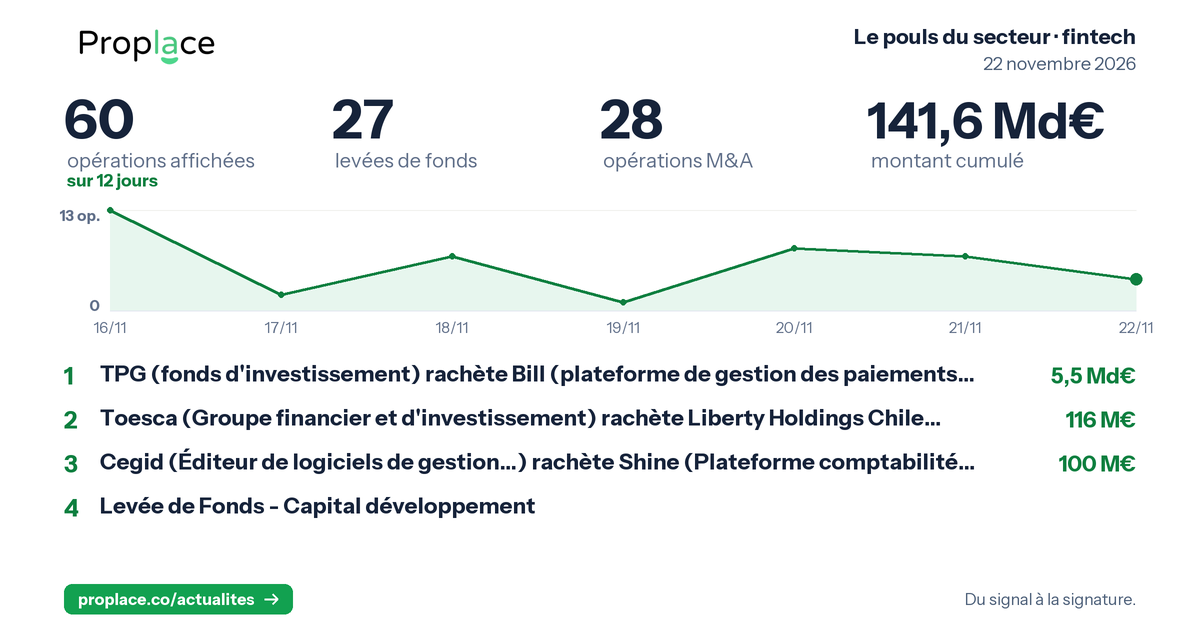 Proplace
Le pouls du secteur · fintech
22 novembre 2026
60
opérations affichées
sur 12 jours
27
levées de fonds
28
opérations M&A
141,6 Md€
montant cumulé
13 op.
0
16/11 17/11 18/11 19/11 20/11 21/11 22/11
1 TPG (fonds d'investissement) rachète Bill (plateforme de gestion des paiements... 5,5 Md€
2 Toesca (Groupe financier et d'investissement) rachète Liberty Holdings Chile... 116 M€
3 Cegid (Éditeur de logiciels de gestion...) rachète Shine (Plateforme comptabilité... 100 M€
4 Levée de Fonds - Capital développement
proplace.co/actualites →
Du signal à la signature.